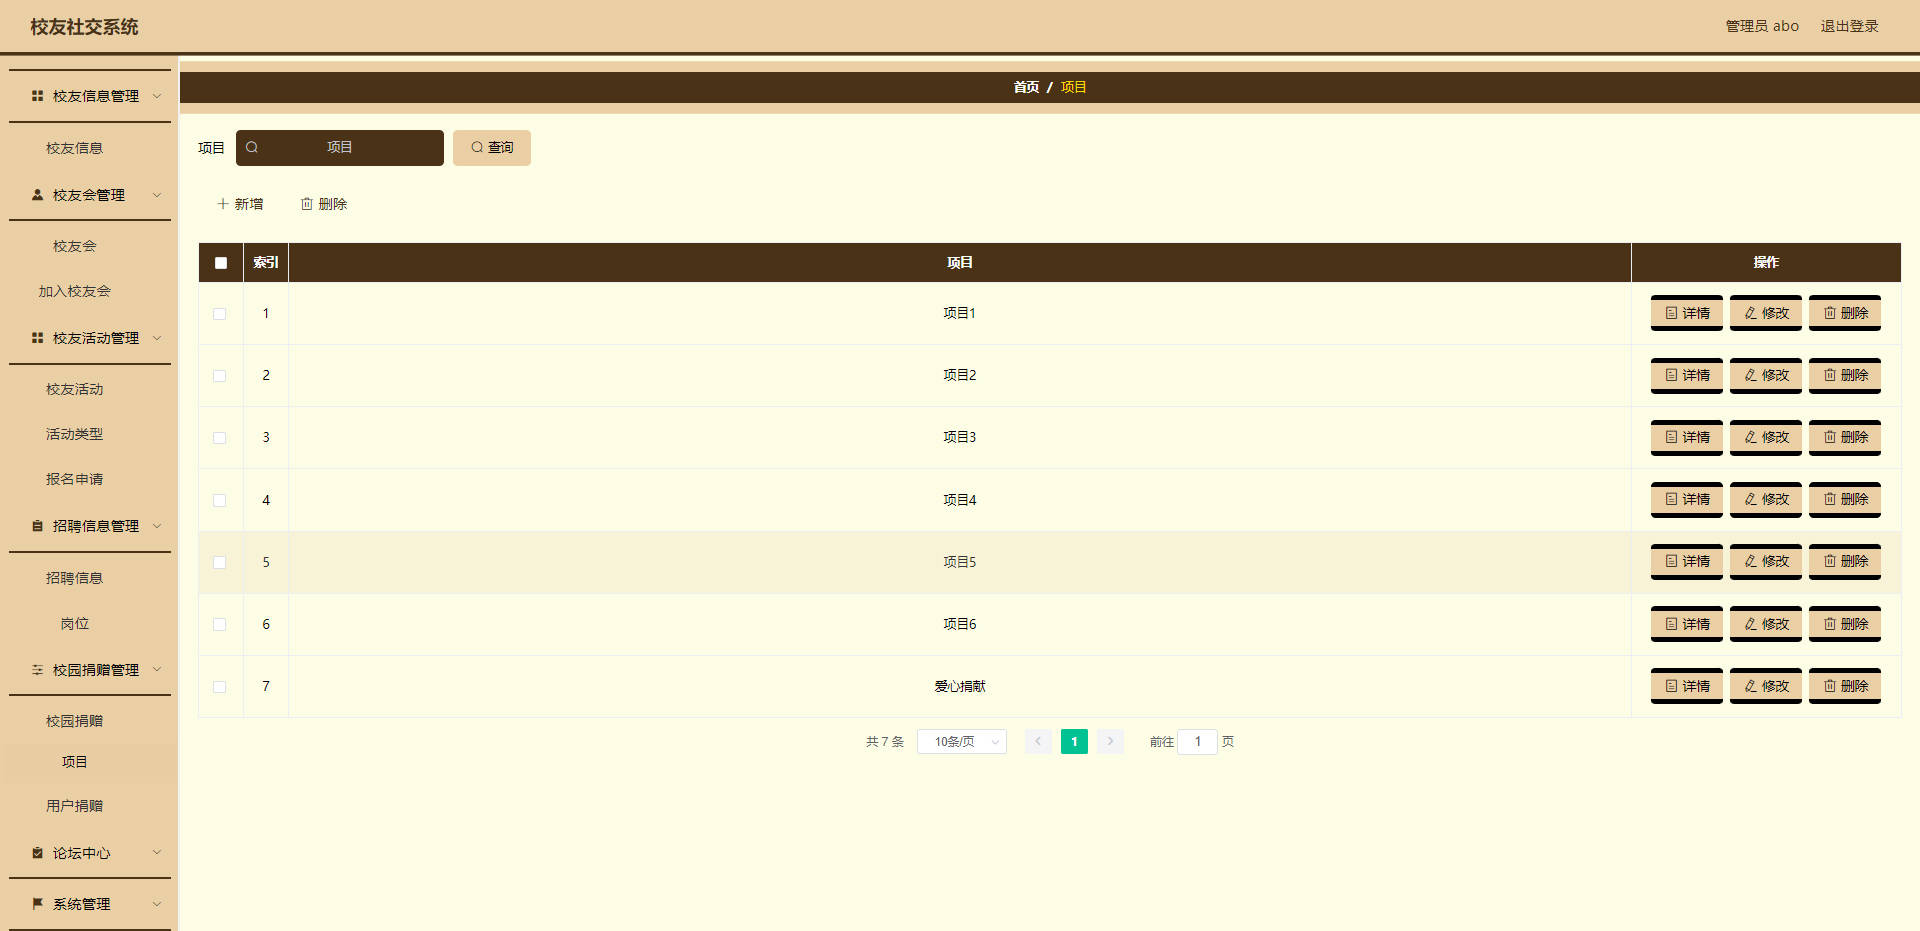 校友社交系统
管理员 abo 退出登录
校友信息管理
校友信息
校友会管理
校友会
加入校友会
校友活动管理
校友活动
活动类型
报名申请
招聘信息管理
招聘信息
岗位
校园捐赠管理
校园捐赠
项目
用户捐赠
论坛中心
系统管理
首页 / 项目
项目 项目 查询
新增 删除
索引 项目 操作
1 项目1 详情 修改 删除
2 项目2 详情 修改 删除
3 项目3 详情 修改 删除
4 项目4 详情 修改 删除
5 项目5 详情 修改 删除
6 项目6 详情 修改 删除
7 爱心捐献 详情 修改 删除
共 7 条 10条/页 1 前往 1 页